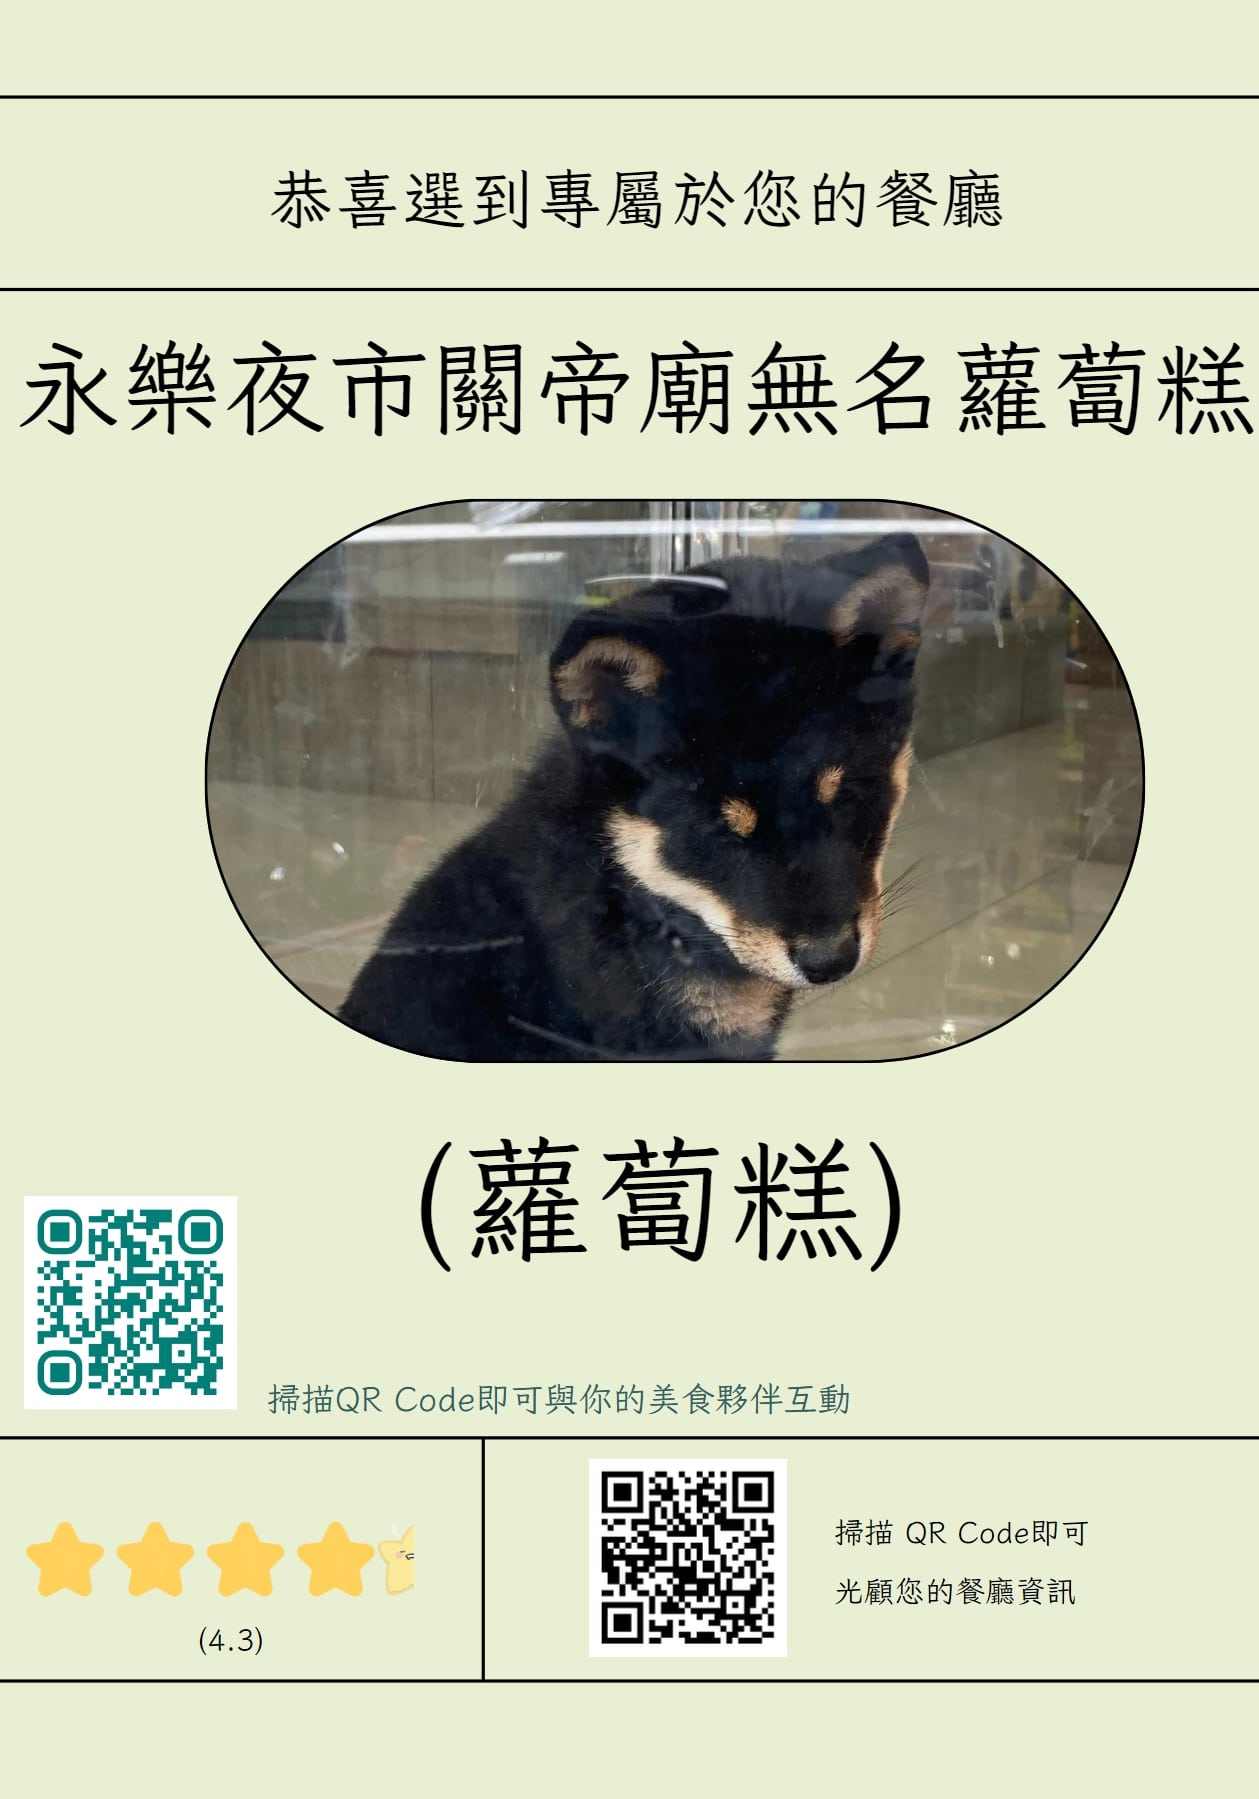 恭喜選到專屬於您的餐廳
永樂夜市關帝廟無名蘿蔔糕
(蘿蔔糕)
掃描QR Code即可與你的美食夥伴互動
(4.3)
掃描 QR Code即可
光顧您的餐廳資訊